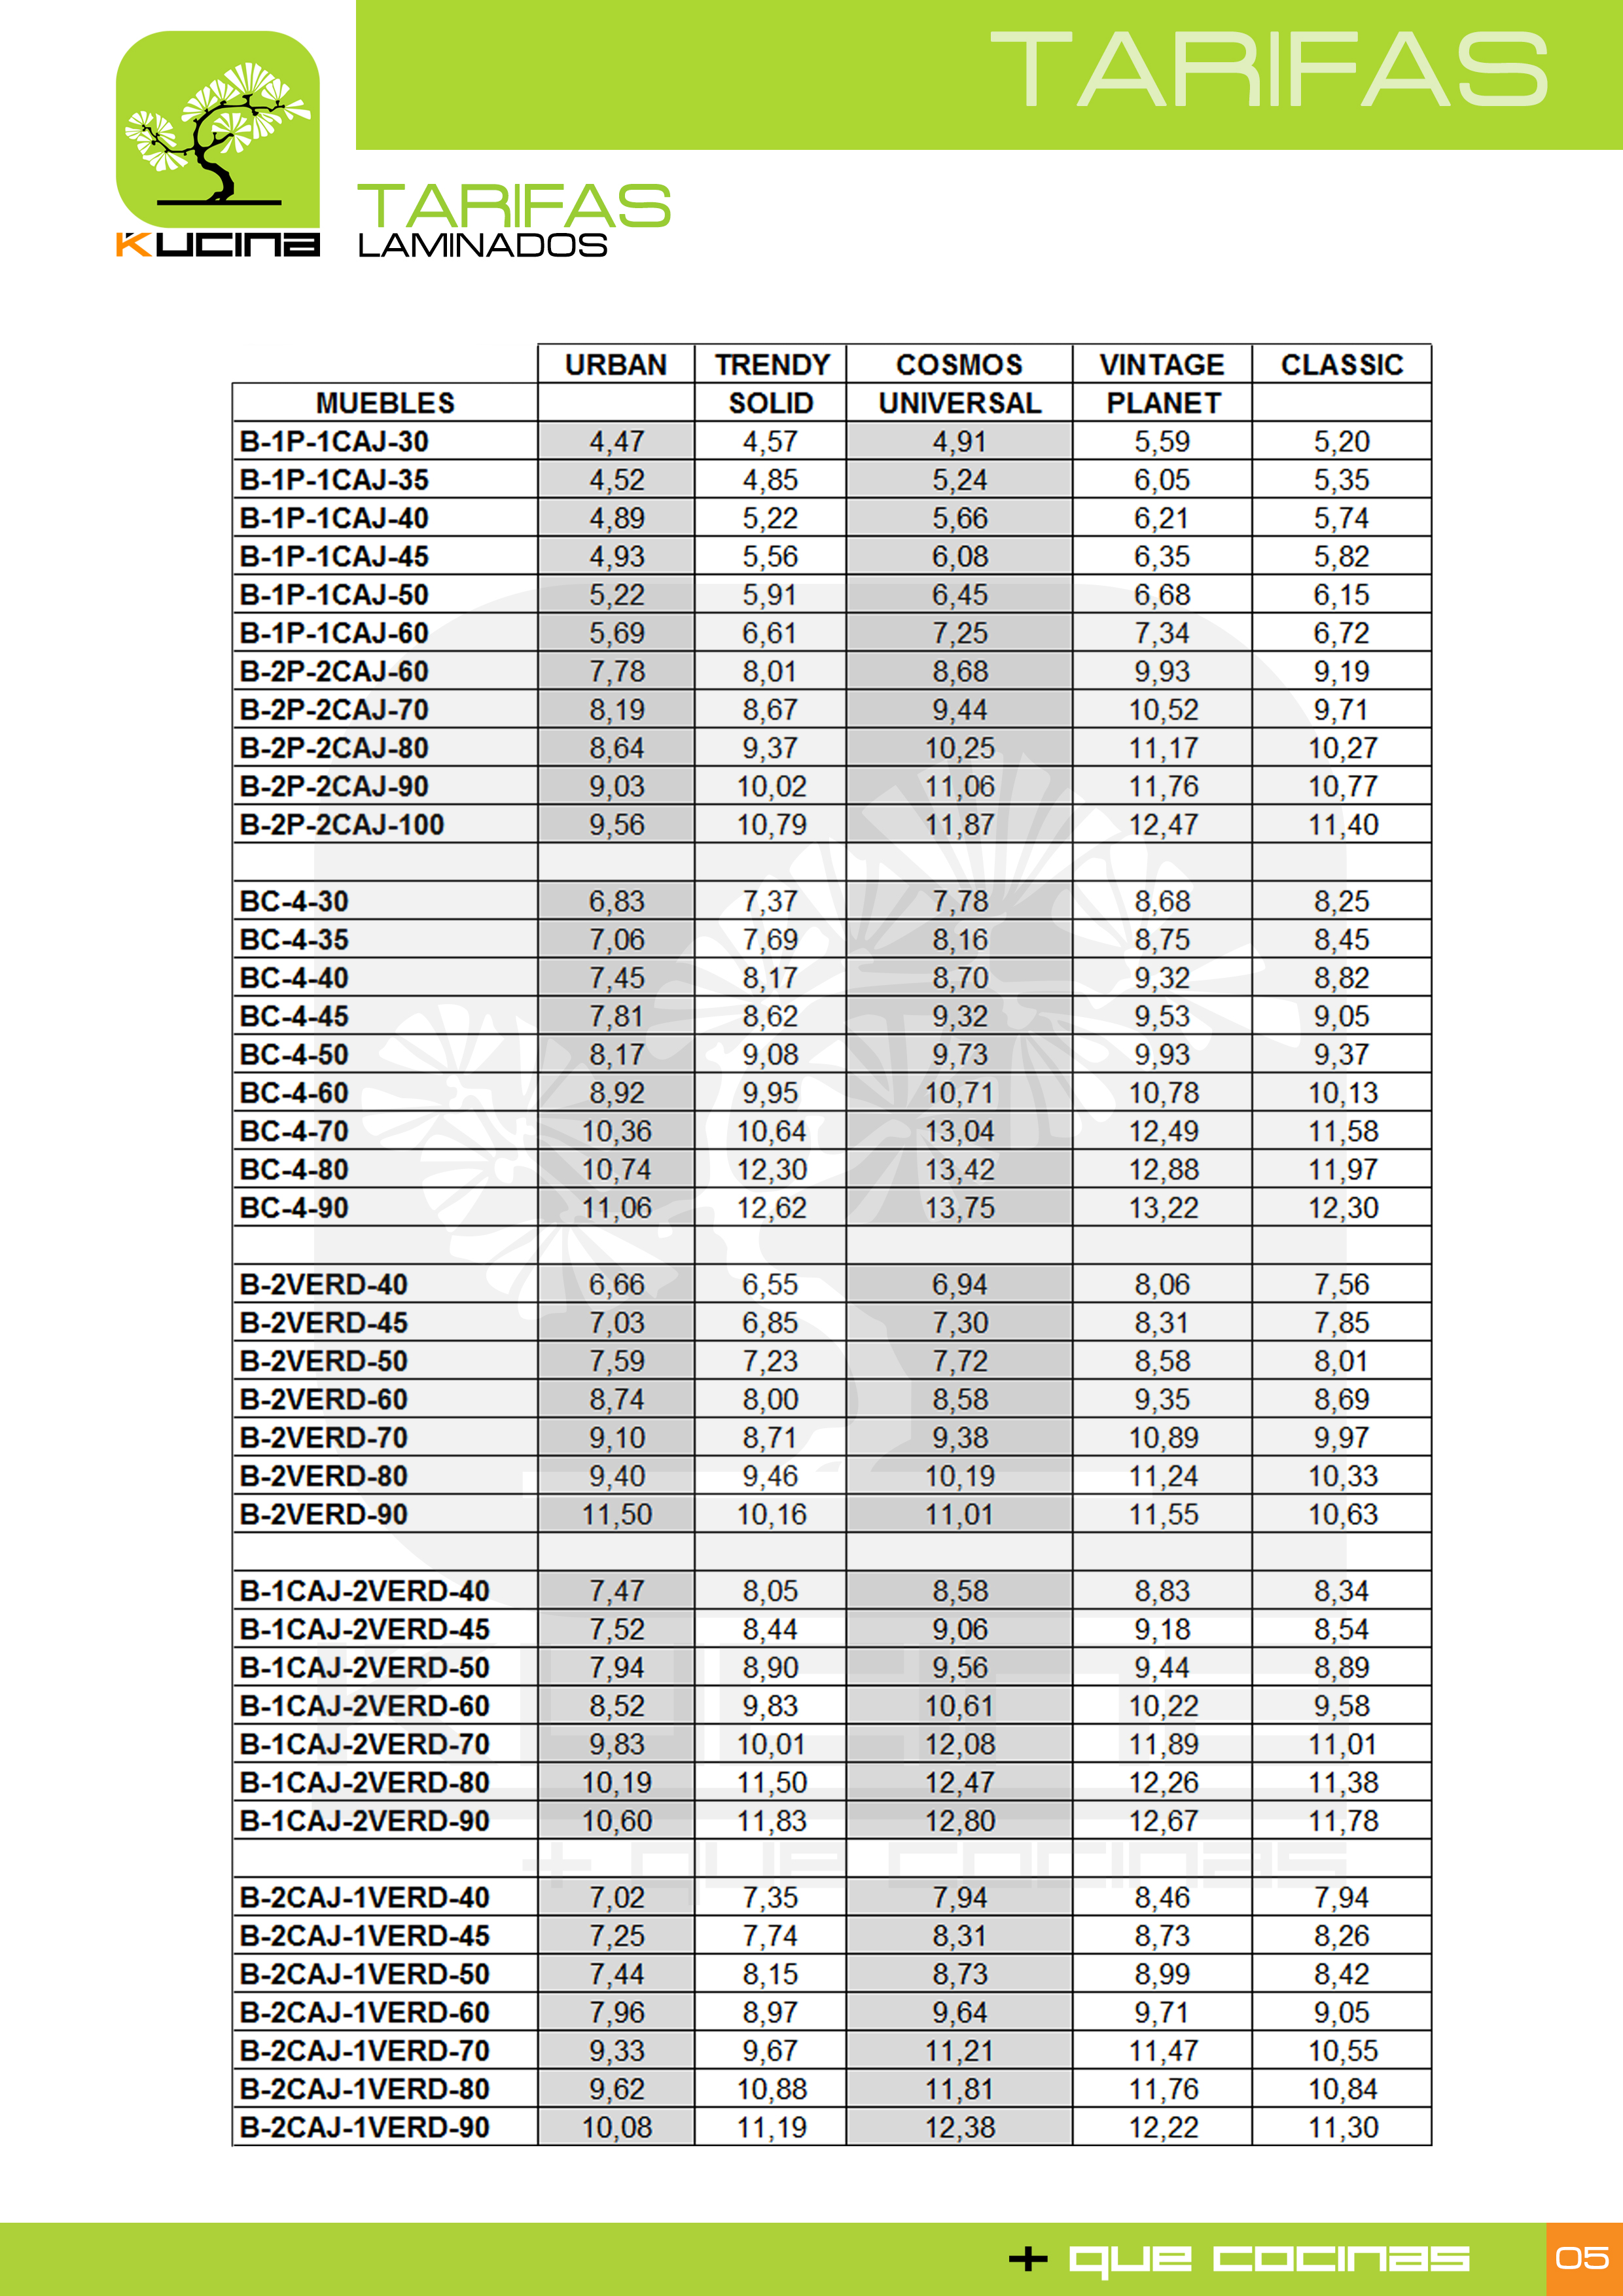 TARIFAS
TARIFAS
LAMINADOS
KUCINA
URBAN TRENDY COSMOS VINTAGE CLASSIC
MUEBLES SOLID UNIVERSAL PLANET
B-1P-1CAJ-30 4,47 4,57 4,91 5,59 5,20
B-1P-1CAJ-35 4,52 4,85 5,24 6,05 5,35
B-1P-1CAJ-40 4,89 5,22 5,66 6,21 5,74
B-1P-1CAJ-45 4,93 5,56 6,08 6,35 5,82
B-1P-1CAJ-50 5,22 5,91 6,45 6,68 6,15
B-1P-1CAJ-60 5,69 6,61 7,25 7,34 6,72
B-2P-2CAJ-60 7,78 8,01 8,68 9,93 9,19
B-2P-2CAJ-70 8,19 8,67 9,44 10,52 9,71
B-2P-2CAJ-80 8,64 9,37 10,25 11,17 10,27
B-2P-2CAJ-90 9,03 10,02 11,06 11,76 10,77
B-2P-2CAJ-100 9,56 10,79 11,87 12,47 11,40
BC-4-30 6,83 7,37 7,78 8,68 8,25
BC-4-35 7,06 7,69 8,16 8,75 8,45
BC-4-40 7,45 8,17 8,70 9,32 8,82
BC-4-45 7,81 8,62 9,32 9,53 9,05
BC-4-50 8,17 9,08 9,73 9,93 9,37
BC-4-60 8,92 9,95 10,71 10,78 10,13
BC-4-70 10,36 10,64 13,04 12,49 11,58
BC-4-80 10,74 12,30 13,42 12,88 11,97
BC-4-90 11,06 12,62 13,75 13,22 12,30
B-2VERD-40 6,66 6,55 6,94 8,06 7,56
B-2VERD-45 7,03 6,85 7,30 8,31 7,85
B-2VERD-50 7,59 7,23 7,72 8,58 8,01
B-2VERD-60 8,74 8,00 8,58 9,35 8,69
B-2VERD-70 9,10 8,71 9,38 10,89 9,97
B-2VERD-80 9,40 9,46 10,19 11,24 10,33
B-2VERD-90 11,50 10,16 11,01 11,55 10,63
B-1CAJ-2VERD-40 7,47 8,05 8,58 8,83 8,34
B-1CAJ-2VERD-45 7,52 8,44 9,06 9,18 8,54
B-1CAJ-2VERD-50 7,94 8,90 9,56 9,44 8,89
B-1CAJ-2VERD-60 8,52 9,83 10,61 10,22 9,58
B-1CAJ-2VERD-70 9,83 10,01 12,08 11,89 11,01
B-1CAJ-2VERD-80 10,19 11,50 12,47 12,26 11,38
B-1CAJ-2VERD-90 10,60 11,83 12,80 12,67 11,78
+ que cocinas
B-2CAJ-1VERD-40 7,02 7,35 7,94 8,46 7,94
B-2CAJ-1VERD-45 7,25 7,74 8,31 8,73 8,26
B-2CAJ-1VERD-50 7,44 8,15 8,73 8,99 8,42
B-2CAJ-1VERD-60 7,96 8,97 9,64 9,71 9,05
B-2CAJ-1VERD-70 9,33 9,67 11,21 11,47 10,55
B-2CAJ-1VERD-80 9,62 10,88 11,81 11,76 10,84
B-2CAJ-1VERD-90 10,08 11,19 12,38 12,22 11,30
+ que cocinas 05